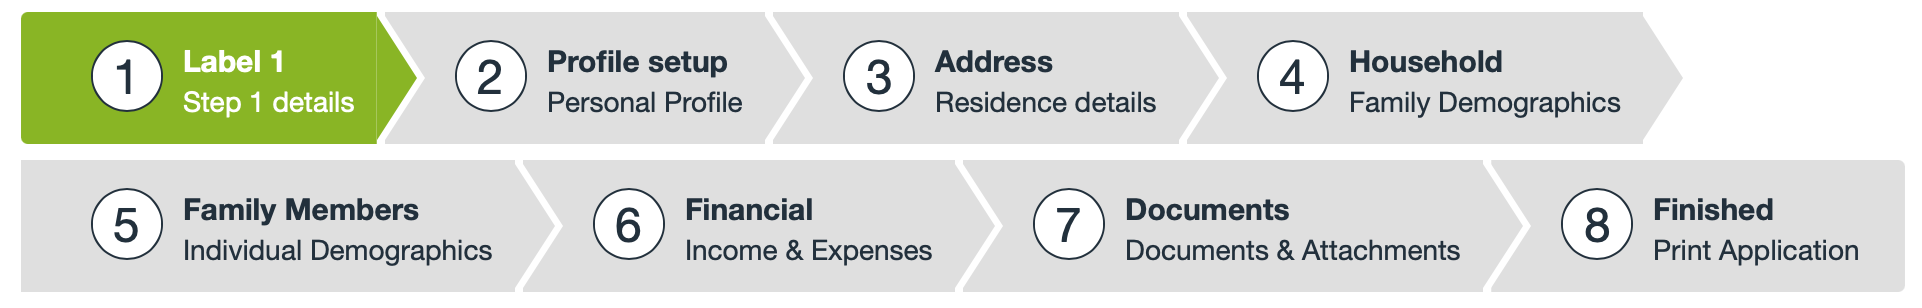 1
Label 1
Step 1 details
2
Profile setup
Personal Profile
3
Address
Residence details
4
Household
Family Demographics
5
Family Members
Individual Demographics
6
Financial
Income & Expenses
7
Documents
Documents & Attachments
8
Finished
Print Application